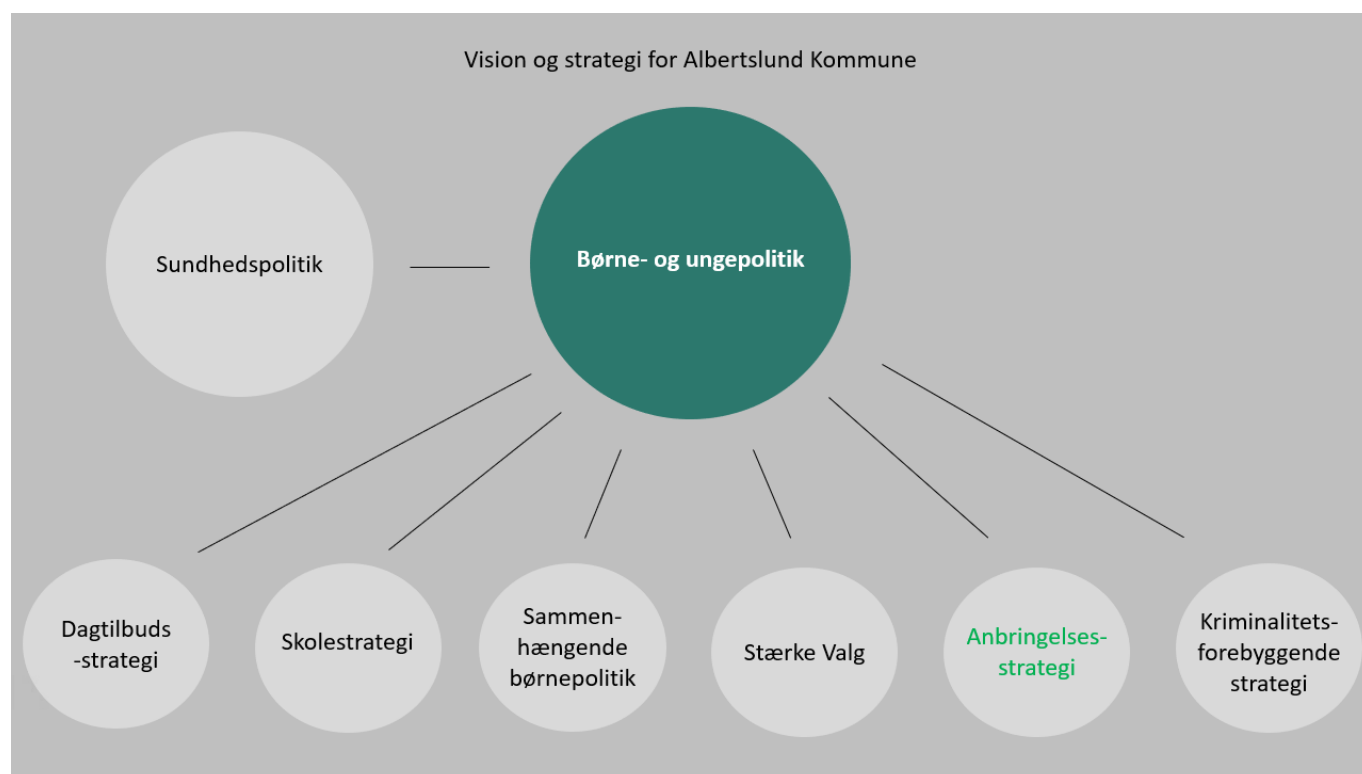 Vision og strategi for Albertslund Kommune
Sundhedspolitik
Børne- og ungepolitik
Dagtilbuds
-strategi
Skolestrategi
Sammen-
hængende
børnepolitik
Stærke Valg
Anbringelses-
strategi
Kriminalitets-
forebyggende
strategi